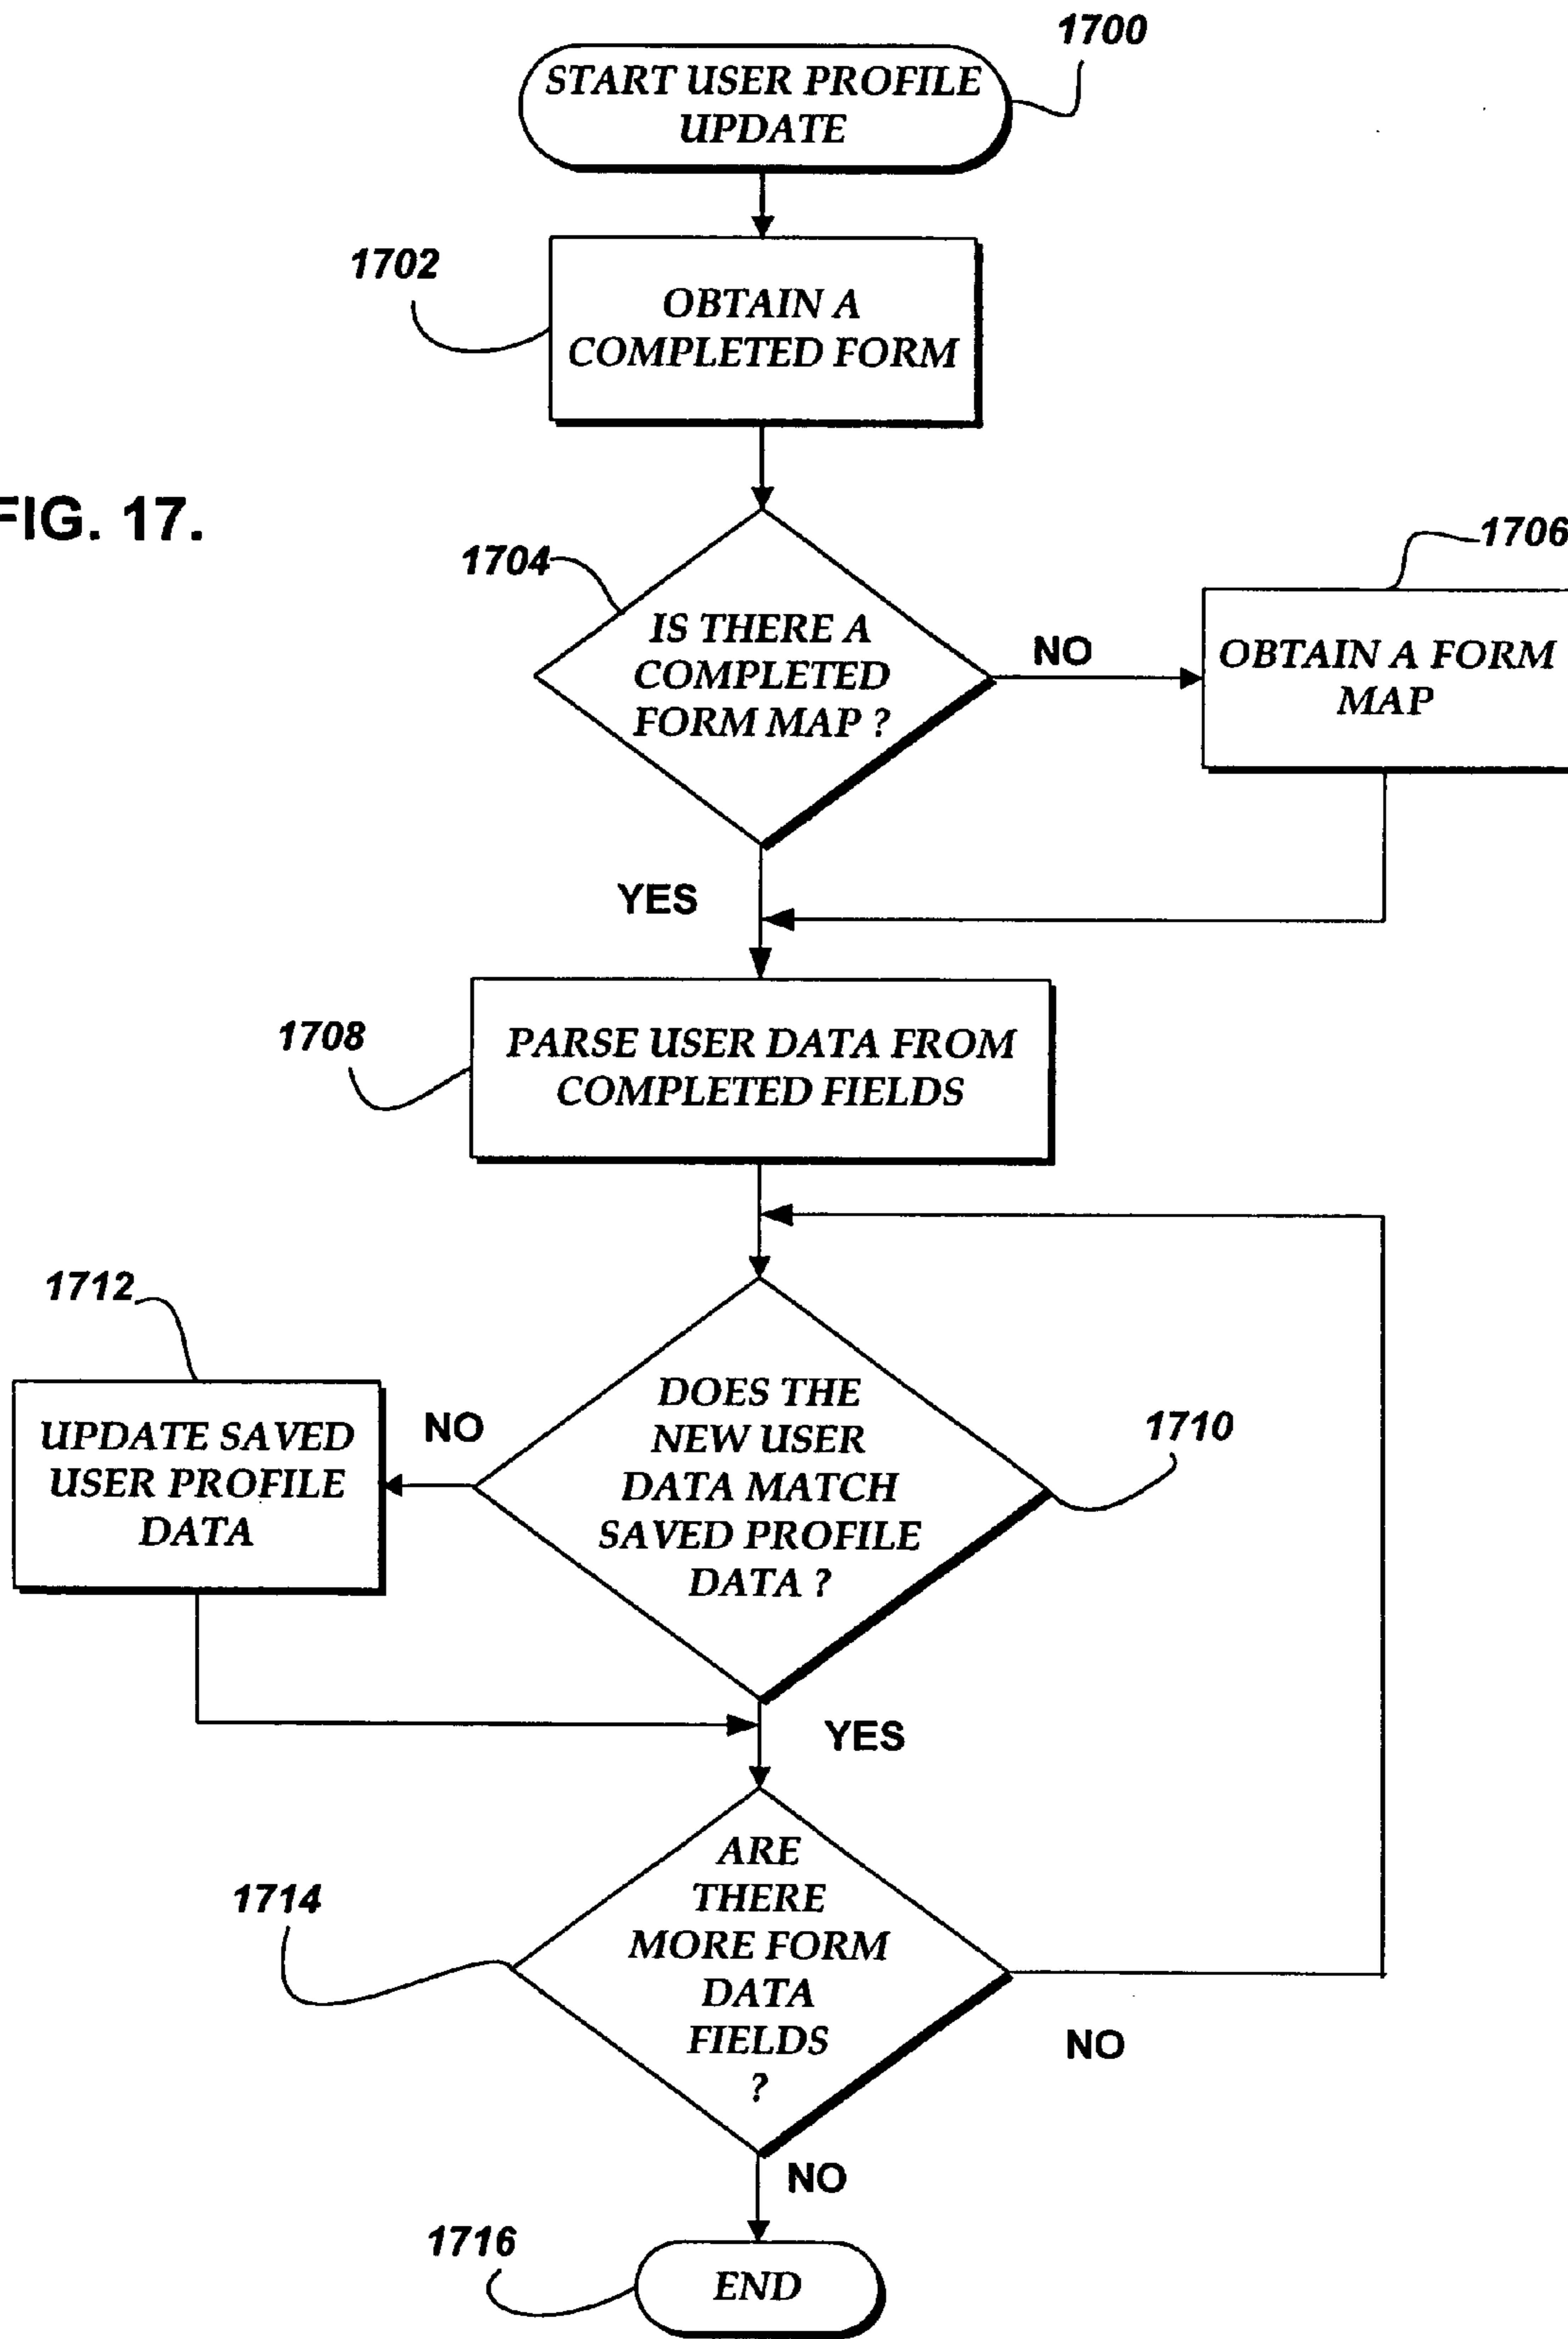 1700
START USER PROFILE
UPDATE
1702
OBTAIN A
COMPLETED FORM
FIG. 17.
1704
IS THERE A
COMPLETED
FORM MAP ?
NO
1706
OBTAIN A FORM
MAP
YES
1708
PARSE USER DATA FROM
COMPLETED FIELDS
1712
UPDATE SAVED
USER PROFILE
DATA
NO
DOES THE
NEW USER
DATA MATCH
SAVED PROFILE
DATA ?
1710
YES
1714
ARE
THERE
MORE FORM
DATA
FIELDS
?
NO
NO
1716
END